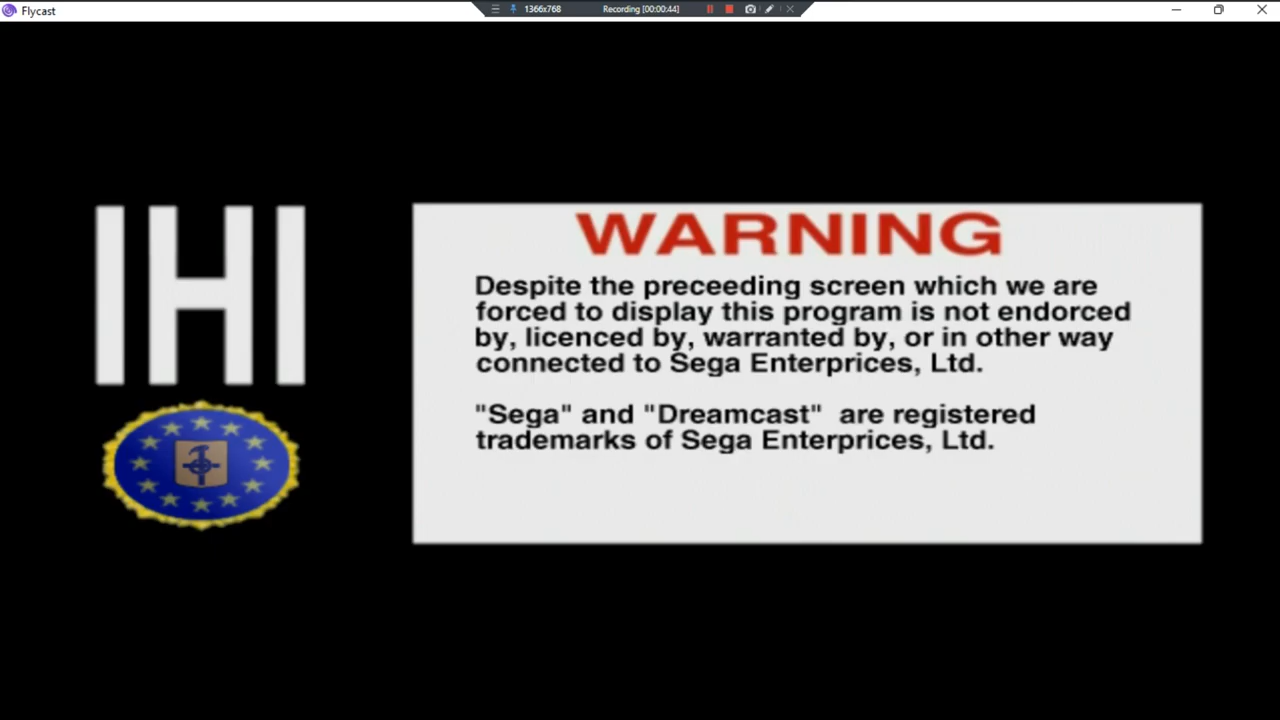 Flycast
1366x768
Recording [00:00:44]
IHI
WARNING
Despite the preceeding screen which we are
forced to display this program is not endorced
by, licenced by, warranted by, or in other way
connected to Sega Enterprices, Ltd.
"Sega" and "Dreamcast" are registered
trademarks of Sega Enterprices, Ltd.